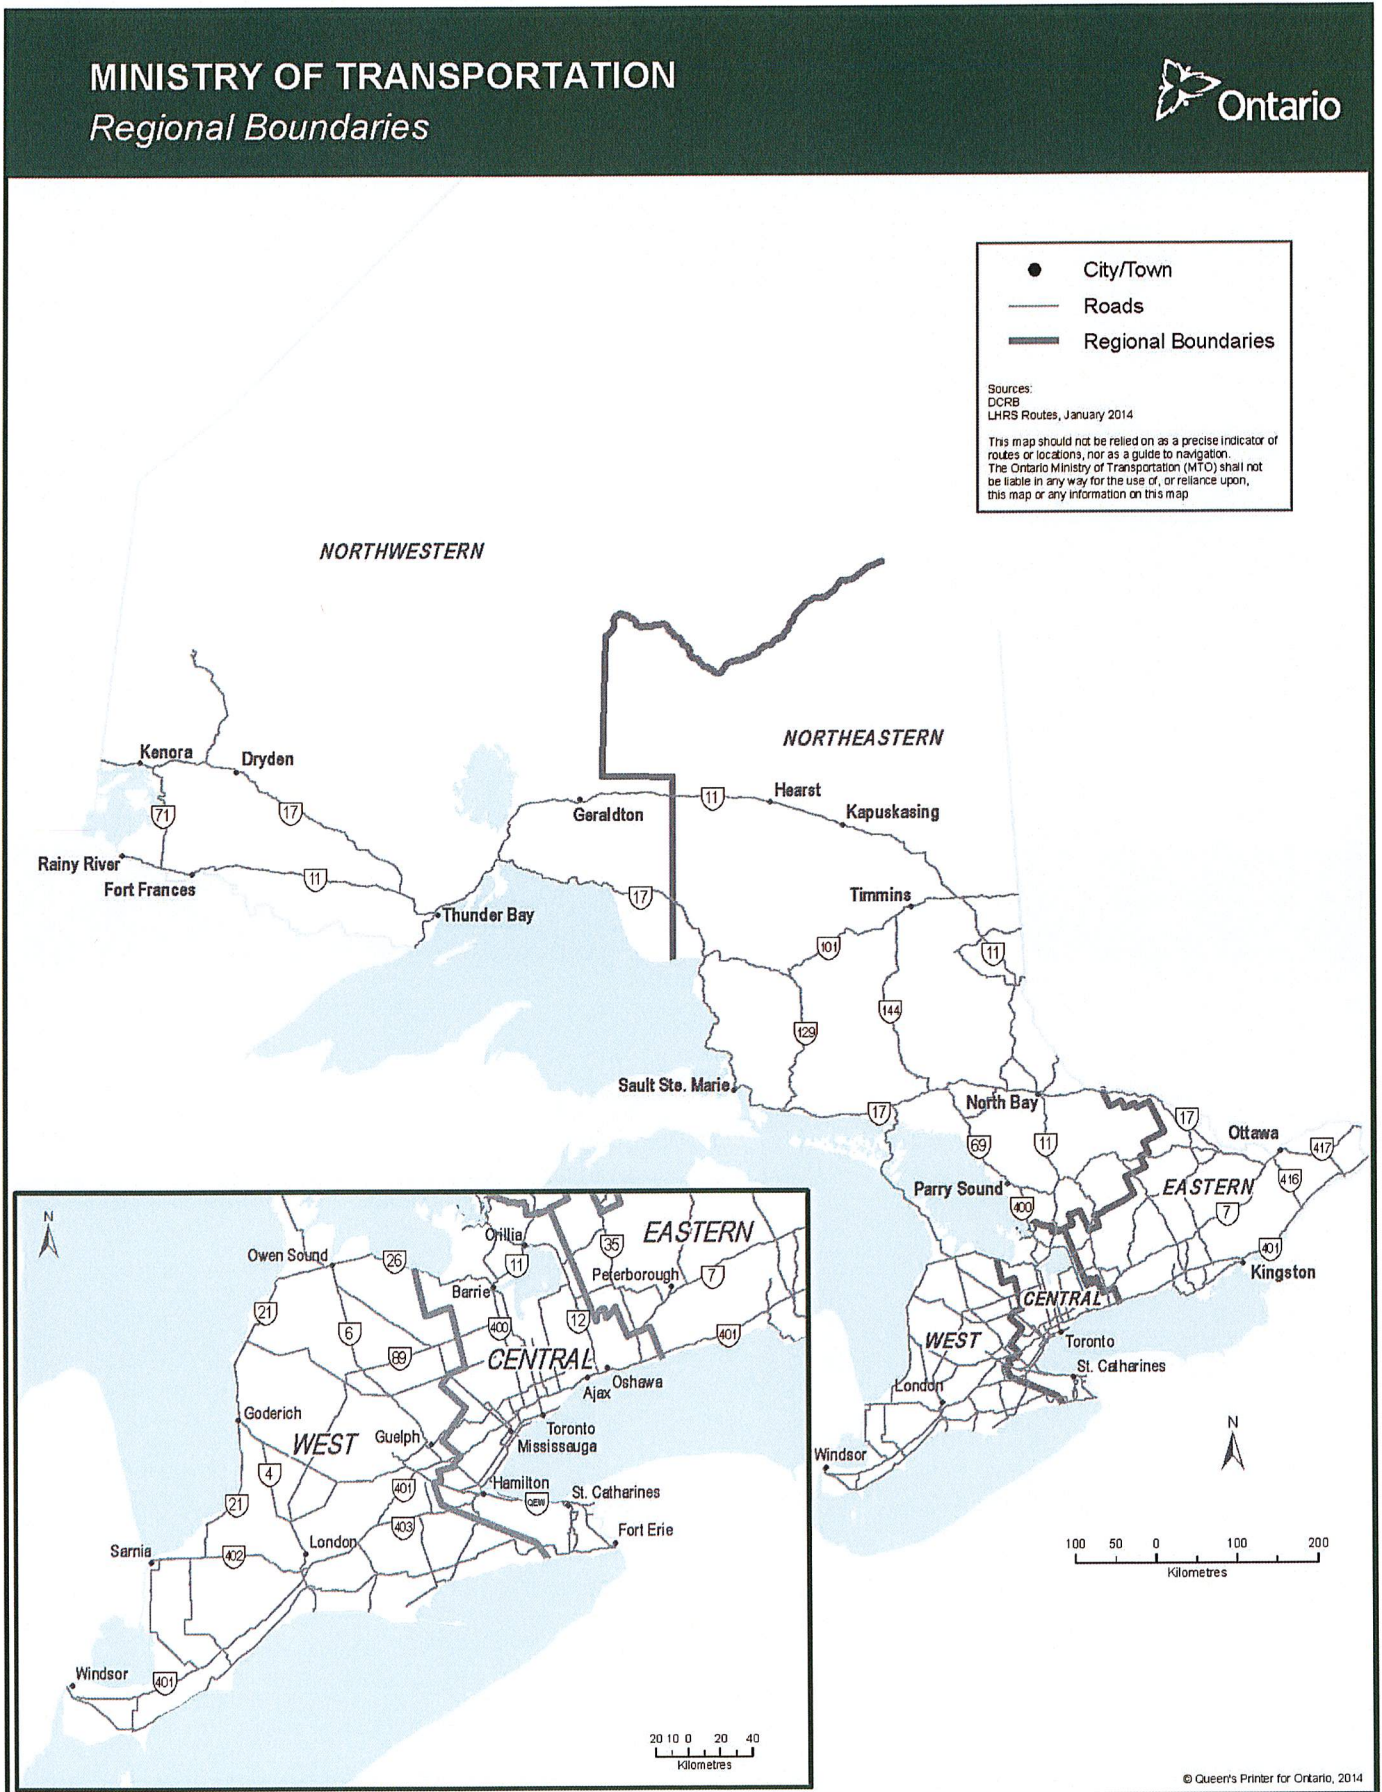 MINISTRY OF TRANSPORTATION
Regional Boundaries
Ontario
City/Town
Roads
Regional Boundaries
Sources:
DCRB
LHRS Routes, January 2014
This map should not be relied on as a precise indicator of
routes or locations, nor as a guide to navigation.
The Ontario Ministry of Transportation (MTO) shall not
be liable in any way for the use of, or reliance upon,
this map or any information on this map
NORTHWESTERN
NORTHEASTERN
Kenora
Dryden
71
17
Rainy River
Fort Frances
11
Thunder Bay
Geraldton
11
Hearst
Kapuskasing
17
Timmins
101
11
144
129
Sault Ste. Marie
17
North Bay
69
11
17
Ottawa
417
416
Parry Sound
400
EASTERN
7
401
Kingston
CENTRAL
WEST
Toronto
St. Catharines
London
Windsor
N
100 50 0 100 200
Kilometres
N
Orillia
EASTERN
35
Owen Sound
26
11
Peterborough
7
Barrie
21
6
400
12
401
89
CENTRAL
Oshawa
Ajax
Goderich
Toronto
WEST
Guelph
Mississauga
4
401
Hamilton
QEW
St. Catharines
21
403
Fort Erie
London
Sarnia
402
Windsor
401
20 10 0 20 40
Kilometres
© Queen's Printer for Ontario, 2014